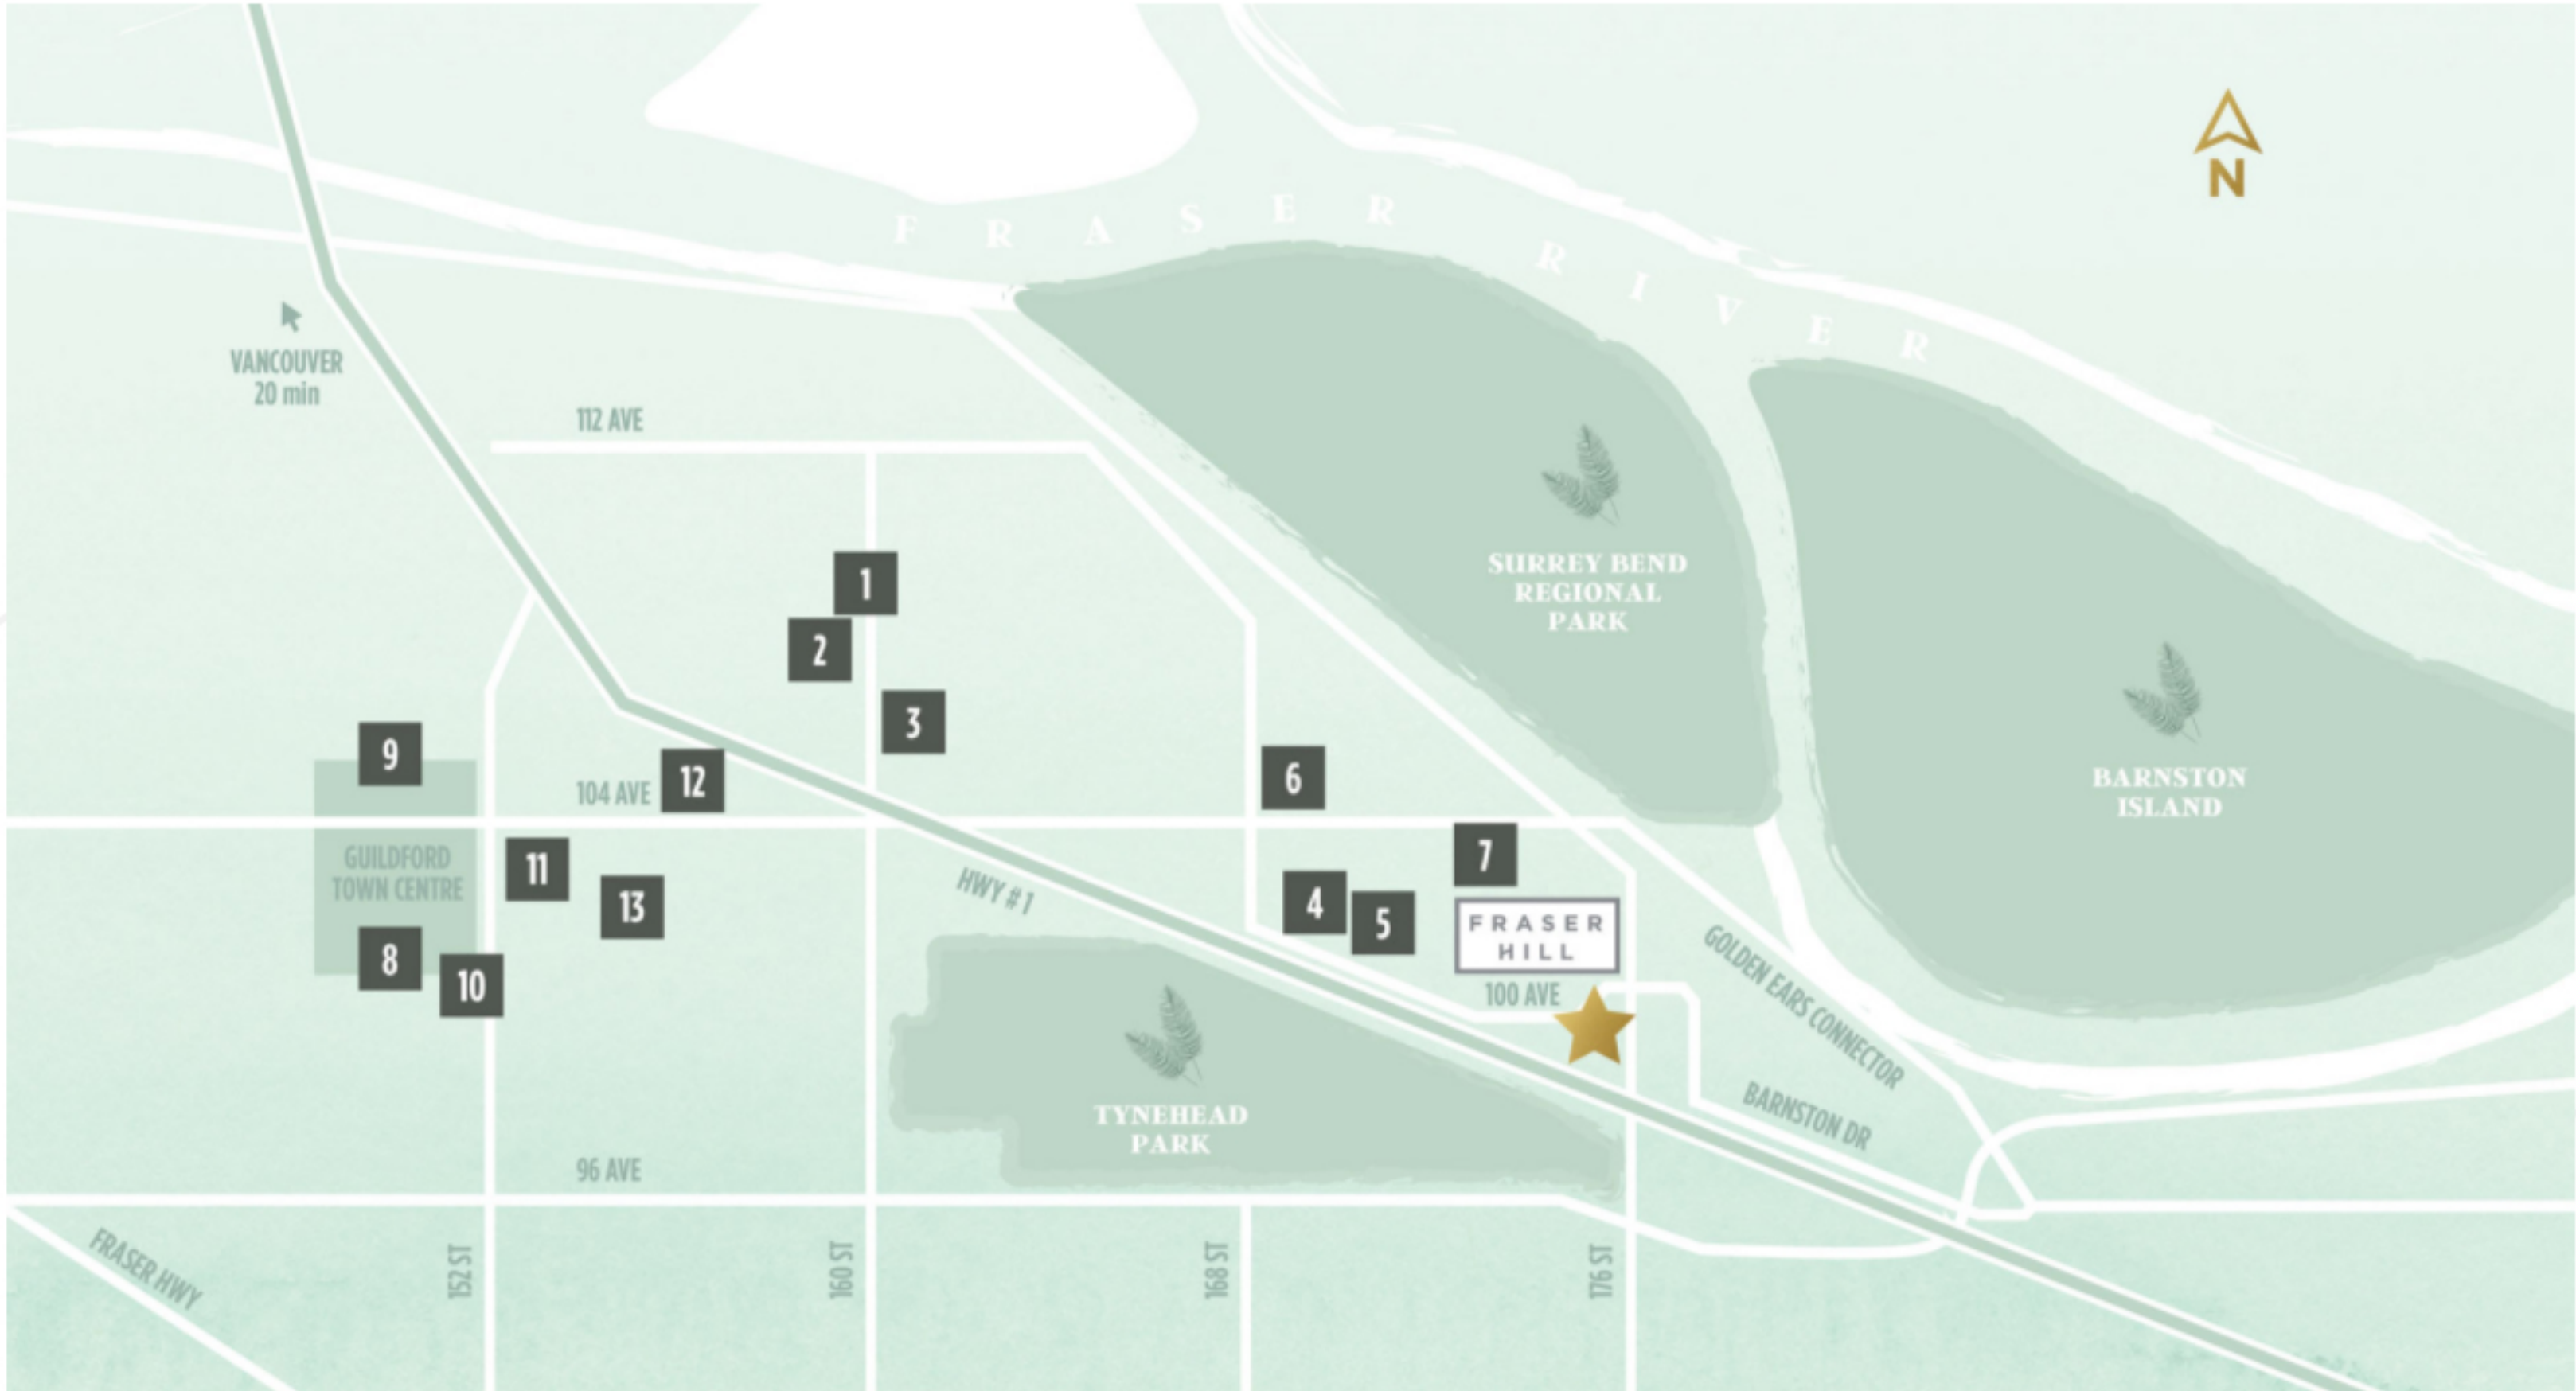 N
FRASER RIVER
VANCOUVER
20 min
112 AVE
SURREY BEND
REGIONAL
PARK
1
2
3
BARNSTON
ISLAND
9
12
6
104 AVE
GUILDFORD
TOWN CENTRE
11
13
7
HWY #1
4
5
FRASER
HILL
8
10
100 AVE
GOLDEN EARS CONNECTOR
TYNEHEAD
PARK
BARNSTON DR
96 AVE
FRASER HWY
152 ST
160 ST
168 ST
176 ST